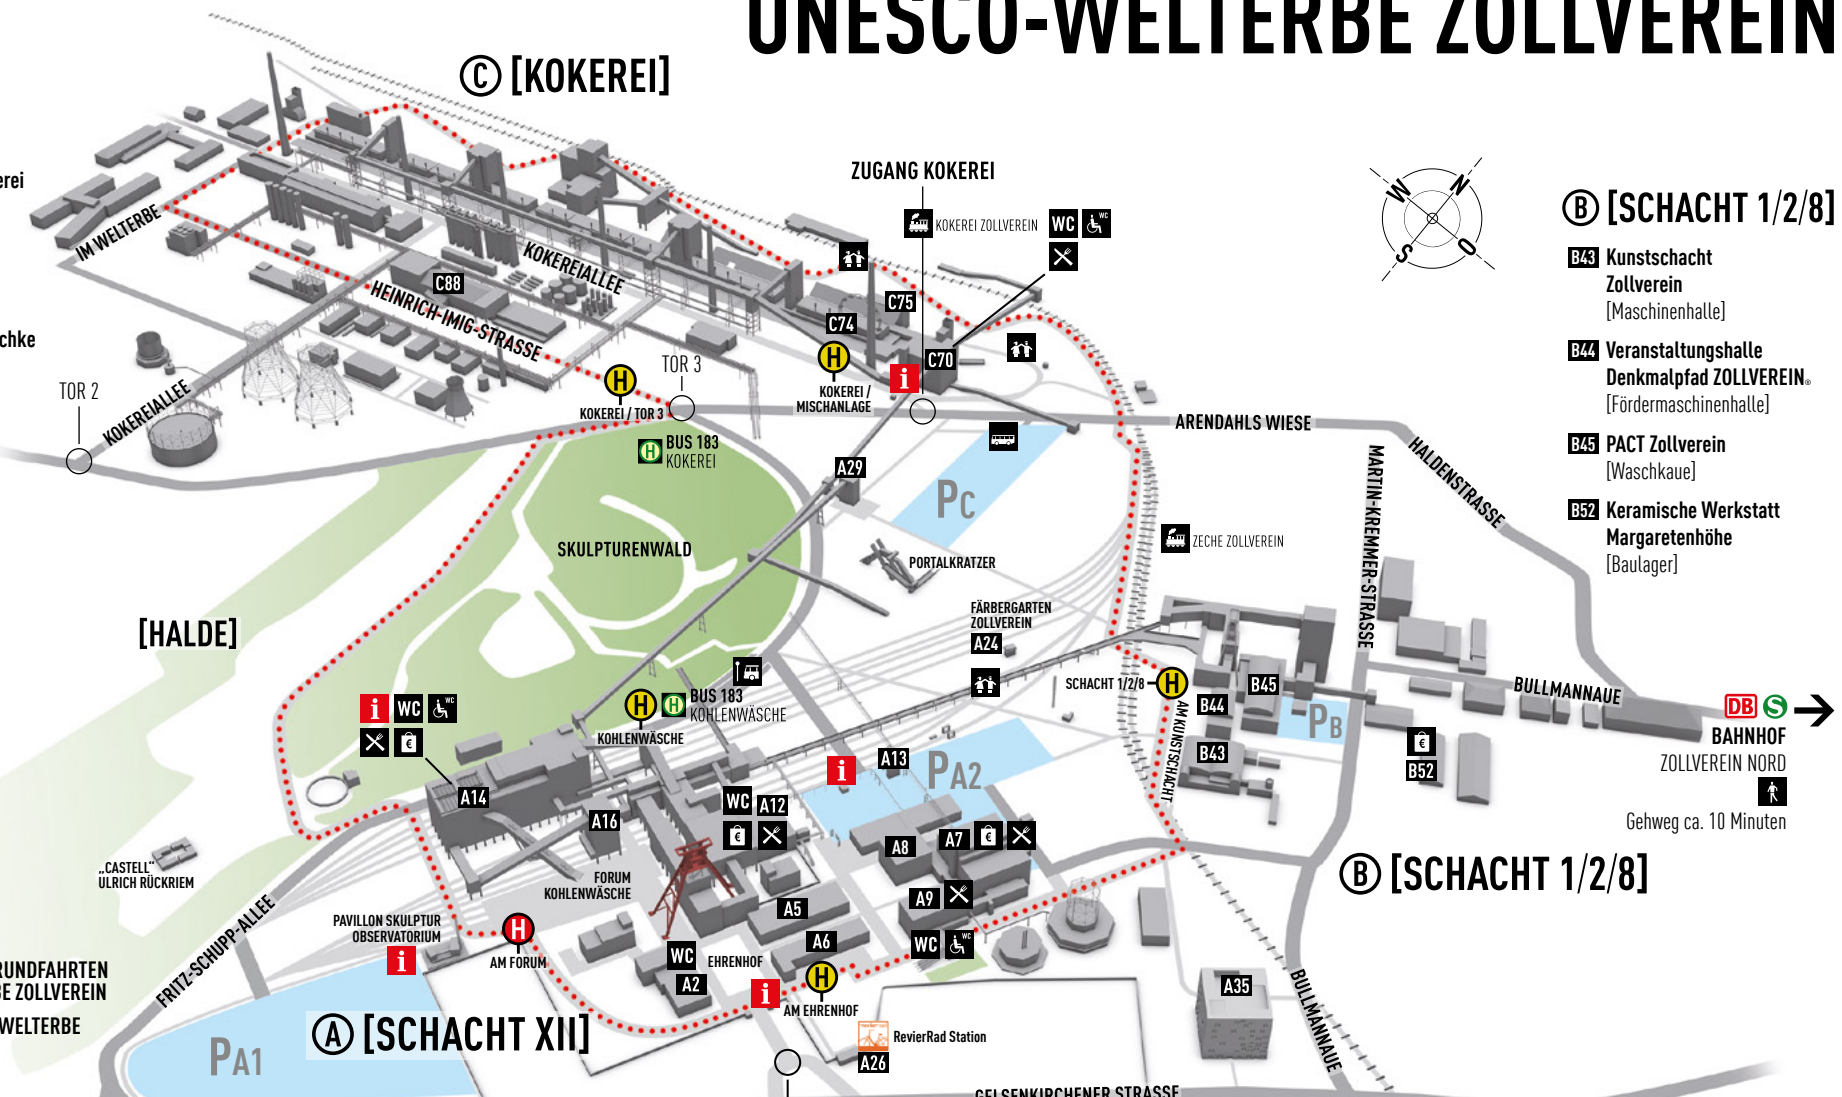 UNESCO-WELTERBE ZOLLVEREIN
C [KOKEREI]
ZUGANG KOKEREI
KOKEREI ZOLLVEREIN WC WC
W N
S O
B [SCHACHT 1/2/8]
B43 Kunstschacht
Zollverein
[Maschinenhalle]
B44 Veranstaltungshalle
Denkmalpfad ZOLLVEREIN®
[Fördermaschinenhalle]
B45 PACT Zollverein
[Waschkaue]
B52 Keramische Werkstatt
Margaretenhöhe
[Baulager]
IM WELTERBE
KOKEREIALLEE
C88
HEINRICH-IMIG-STRASSE
C75
C74
C70
H
KOKEREI /
MISCHANLAGE
i
TOR 3
H
KOKEREI / TOR 3
TOR 2
KOKEREIALLEE
H BUS 183
KOKEREI
ARENDAHLS WIESE
HALDENSTRASSE
MARTIN-KREMMER-STRASSE
A29
PC
SKULPTURENWALD
PORTALKRATZER
ZECHE ZOLLVEREIN
FÄRBERGARTEN
ZOLLVEREIN
A24
[HALDE]
SCHACHT 1/2/8 H
B45
B44
B43
PB
AM KUNSTSCHACHT
BULLMANNAUE
DB S
BAHNHOF
ZOLLVEREIN NORD
Gehweg ca. 10 Minuten
€
B52
i WC WC
€
H H BUS 183
KOHLENWÄSCHE
KOHLENWÄSCHE
A14
A16
i
A13
PA2
WC A12
€
A8
A7 €
A9
WC WC
A5
A6
FORUM
KOHLENWÄSCHE
„CASTELL“
ULRICH RÜCKRIEM
FRITZ-SCHUPP-ALLEE
PAVILLON SKULPTUR
OBSERVATORIUM
i
H
AM FORUM
WC
A2
EHRENHOF
i
H
AM EHRENHOF
B [SCHACHT 1/2/8]
A35
BULLMANNAUE
RUNDFAHRTEN
ZOLLVEREIN
WELTERBE
PA1
A [SCHACHT XII]
RevierRad Station
A26
GELSENKIRCHENER STRASSE